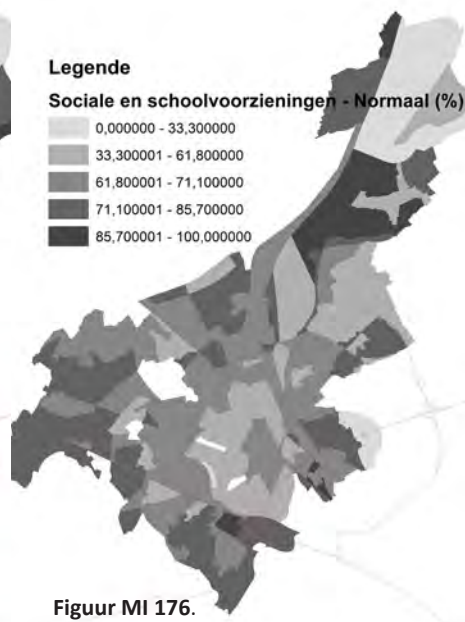 Legende
Sociale en schoolvoorzieningen - Normaal (%)
0,000000 - 33,300000
33,300001 - 61,800000
61,800001 - 71,100000
71,100001 - 85,700000
85,700001 - 100,000000
Figuur MI 176.